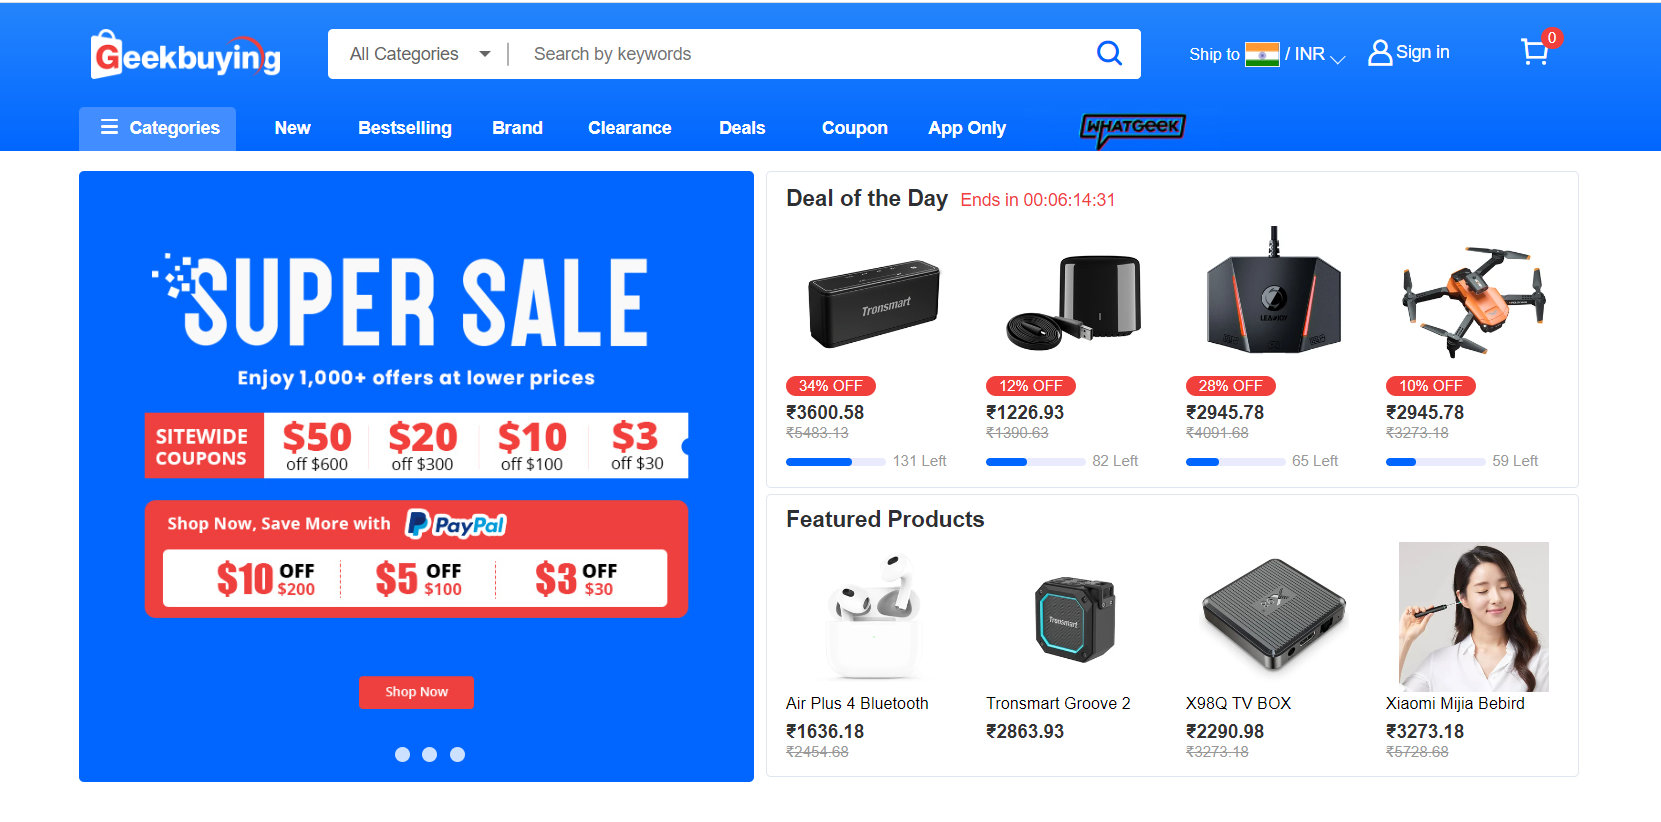 Geekbuying
All Categories
Search by keywords
Ship to / INR
Sign in
0
Categories
New
Bestselling
Brand
Clearance
Deals
Coupon
App Only
WHATGEEK
SUPER SALE
Enjoy 1,000+ offers at lower prices
SITEWIDE
COUPONS
$50
off $600
$20
off $300
$10
off $100
$3
off $30
Shop Now, Save More with PayPal
$10 OFF
$200
$5 OFF
$100
$3 OFF
$30
Shop Now
Deal of the Day Ends in 00:06:14:31
Tronsmart
34% OFF
₹3600.58
₹5483.13
131 Left
12% OFF
₹1226.93
₹1390.63
82 Left
28% OFF
₹2945.78
₹4091.68
65 Left
10% OFF
₹2945.78
₹3273.18
59 Left
Featured Products
Air Plus 4 Bluetooth
₹1636.18
₹2454.68
Tronsmart
Tronsmart Groove 2
₹2863.93
X98Q TV BOX
₹2290.98
₹3273.18
Xiaomi Mijia Bebird
₹3273.18
₹5728.68